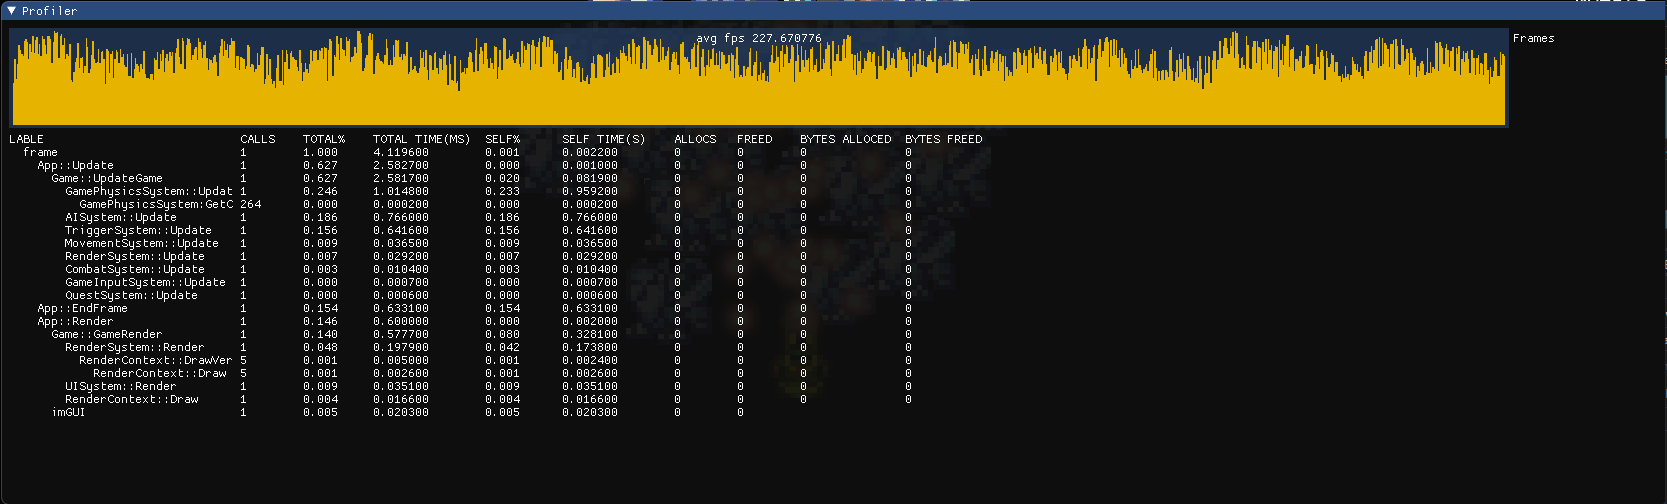 Profiler
avg fps 227.670776
Frames
LABLE CALLS TOTAL% TOTAL TIME(MS) SELF% SELF TIME(S) ALLOCS FREED BYTES ALLOCED BYTES FREED
frame 1 1.000 4.119600 0.001 0.002200 0 0 0 0
App::Update 1 0.627 2.582700 0.000 0.001000 0 0 0 0
Game::UpdateGame 1 0.627 2.581700 0.020 0.081900 0 0 0 0
GamePhysicsSystem::Updat 1 0.246 1.014800 0.233 0.959200 0 0 0 0
GamePhysicsSystem:GetC 264 0.000 0.000200 0.000 0.000200 0 0 0 0
AISystem::Update 1 0.186 0.766000 0.186 0.766000 0 0 0 0
TriggerSystem::Update 1 0.156 0.641600 0.156 0.641600 0 0 0 0
MovementSystem::Update 1 0.009 0.036500 0.009 0.036500 0 0 0 0
RenderSystem::Update 1 0.007 0.029200 0.007 0.029200 0 0 0 0
CombatSystem::Update 1 0.003 0.010400 0.003 0.010400 0 0 0 0
GameInputSystem::Update 1 0.000 0.000700 0.000 0.000700 0 0 0 0
QuestSystem::Update 1 0.000 0.000600 0.000 0.000600 0 0 0 0
App::EndFrame 1 0.154 0.633100 0.154 0.633100 0 0 0 0
App::Render 1 0.146 0.600000 0.000 0.002000 0 0 0 0
Game::GameRender 1 0.140 0.577700 0.080 0.328100 0 0 0 0
RenderSystem::Render 1 0.048 0.197900 0.042 0.173800 0 0 0 0
RenderContext::DrawVer 5 0.001 0.005000 0.001 0.002400 0 0 0 0
RenderContext::Draw 5 0.001 0.002600 0.001 0.002600 0 0 0 0
UISystem::Render 1 0.009 0.035100 0.009 0.035100 0 0 0 0
RenderContext::Draw 1 0.004 0.016600 0.004 0.016600 0 0 0 0
imGUI 1 0.005 0.020300 0.005 0.020300 0 0